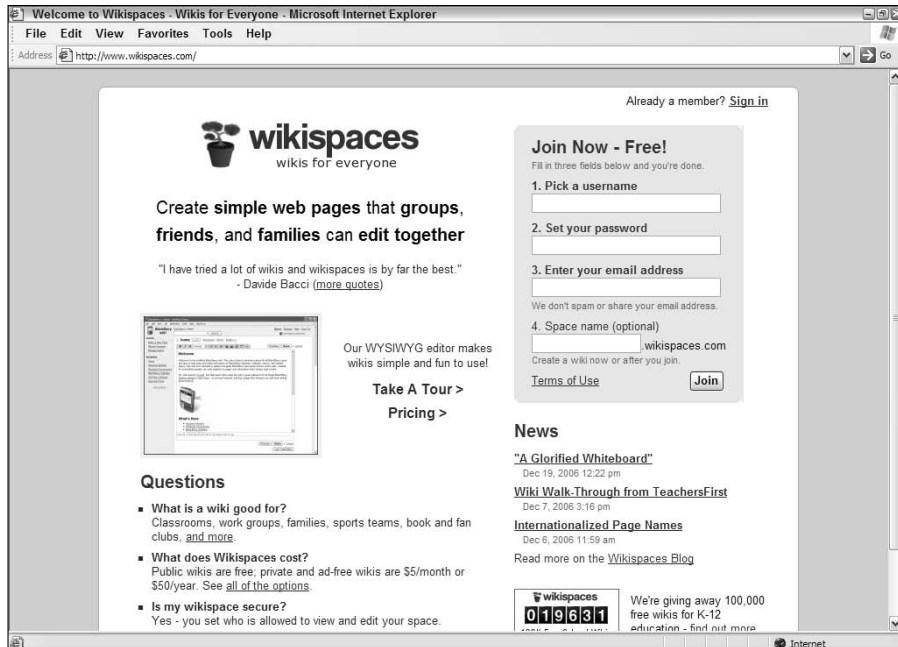 Welcome to Wikispaces - Wikis for Everyone - Microsoft Internet Explorer
File Edit View Favorites Tools Help
Address http://www.wikispaces.com/ Go
Already a member? Sign in
wikispaces
wikis for everyone
Create simple web pages that groups,
friends, and families can edit together
"I have tried a lot of wikis and wikispaces is by far the best."
- Davide Bacci (more quotes)
Our WYSIWYG editor makes
wikis simple and fun to use!
Take A Tour >
Pricing >
Questions
What is a wiki good for?
Classrooms, work groups, families, sports teams, book and fan
clubs, and more.
What does Wikispaces cost?
Public wikis are free; private and ad-free wikis are $5/month or
$50/year. See all of the options.
Is my wikispace secure?
Yes - you set who is allowed to view and edit your space.
Join Now - Free!
Fill in three fields below and you're done.
1. Pick a username
2. Set your password
3. Enter your email address
We don't spam or share your email address.
4. Space name (optional)
.wikispaces.com
Create a wiki now or after you join.
Terms of Use Join
News
"A Glorified Whiteboard"
Dec 19, 2006 12:22 pm
Wiki Walk-Through from TeachersFirst
Dec 7, 2006 3:16 pm
Internationalized Page Names
Dec 6, 2006 11:59 am
Read more on the Wikispaces Blog
wikispaces
019631
We're giving away 100,000
free wikis for K-12
education - find out more
Internet